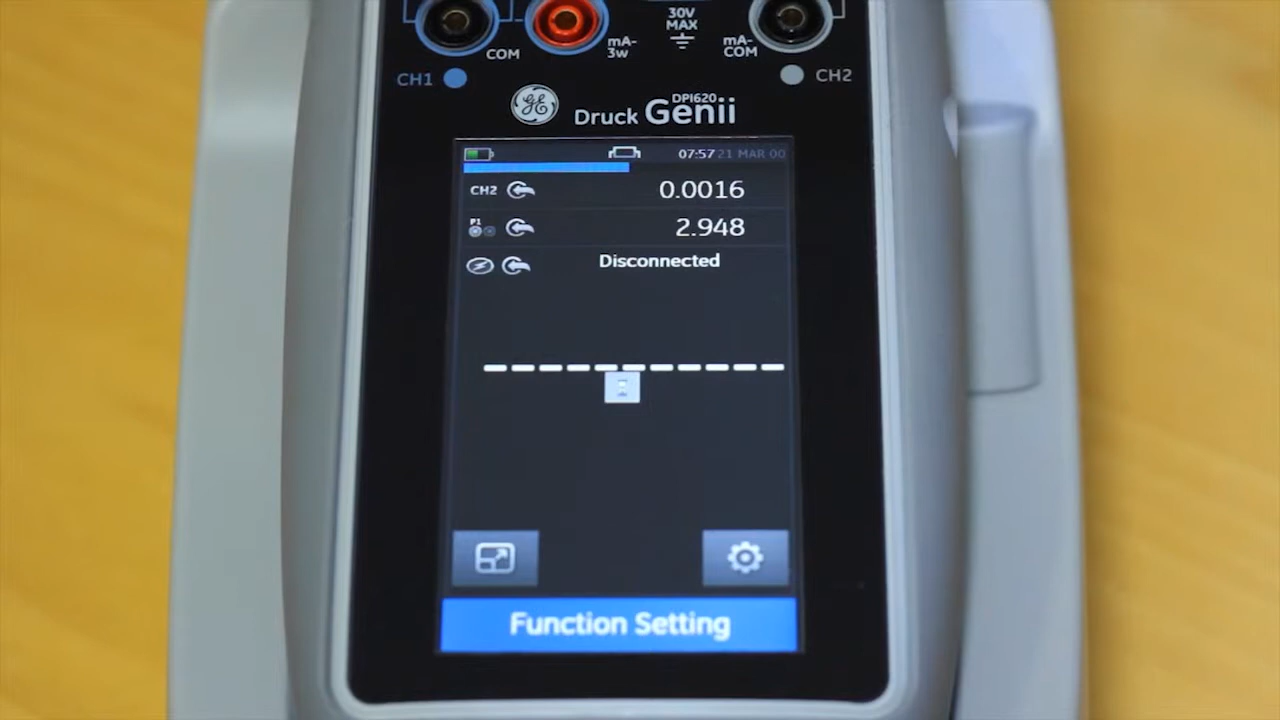 30V
MAX
COM
mA-
3w
mA-
COM
CH1
CH2
GE
DPI620
Druck Genii
07:57 21 MAR 00
CH2 0.0016
P1 2.948
Disconnected
Function Setting